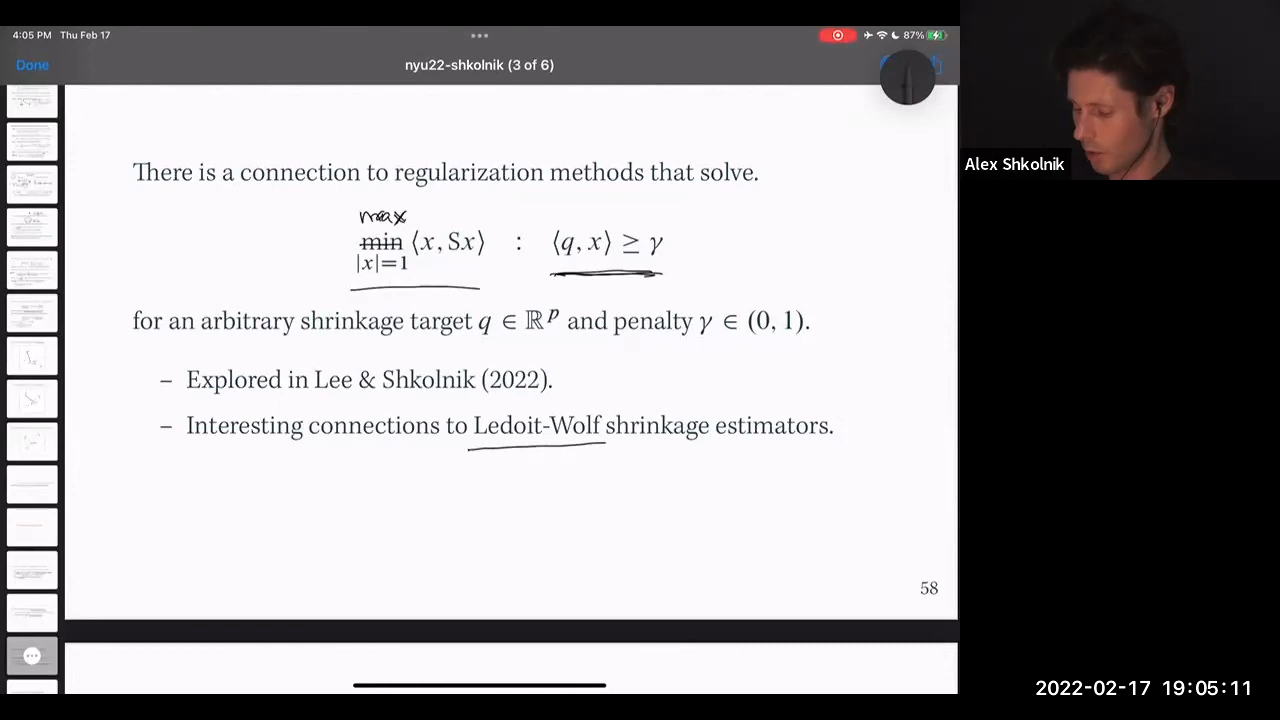 4:05 PM Thu Feb 17
87%
Done
nyu22-shkolnik (3 of 6)
Alex Shkolnik
There is a connection to regularization methods that solve.
max
min ⟨x, Sx⟩ : ⟨q, x⟩ ≥ γ
|x|=1
for an arbitrary shrinkage target q ∈ ℝᵖ and penalty γ ∈ (0, 1).
– Explored in Lee & Shkolnik (2022).
– Interesting connections to Ledoit-Wolf shrinkage estimators.
58
2022-02-17 19:05:11